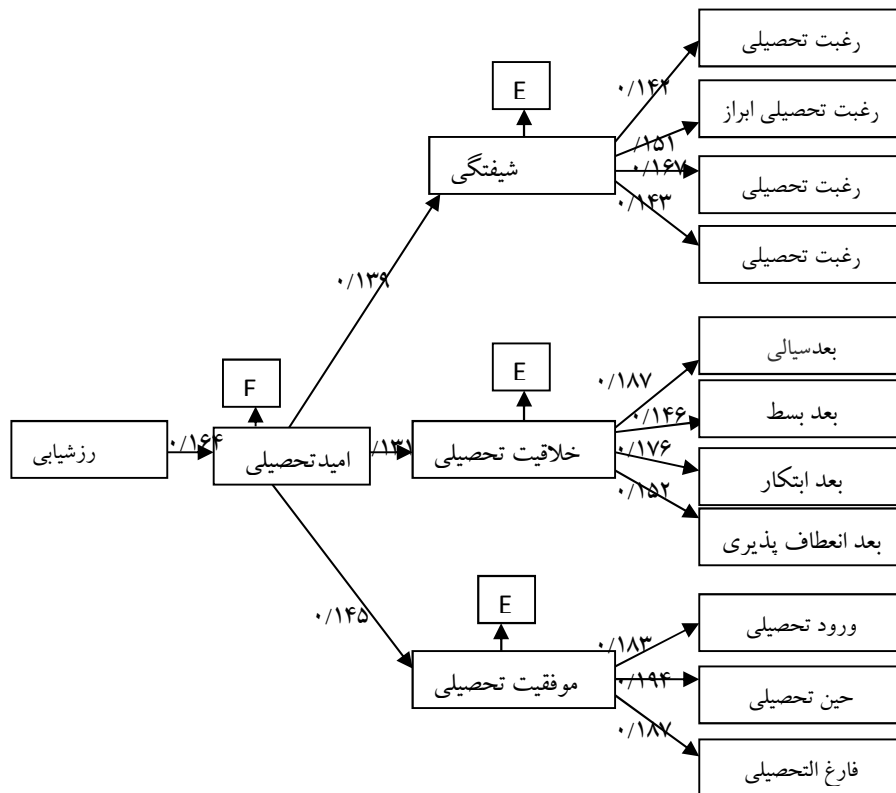 رغبت تحصیلی
۰/۱۴۲
E
رغبت تحصیلی ابراز
/۱۵۱
شیفتگی
رغبت تحصیلی
۰/۱۶۷
۰/۱۴۳
رغبت تحصیلی
۰/۱۳۹
بعدسیالی
E
۰/۱۸۷
F
بعد بسط
۰/۱۴۶
رزشیابی
۰/۱۶۴
امیدتحصیلی
/۱۳۱
خلاقیت تحصیلی
۰/۱۷۶
بعد ابتکار
۰/۱۵۲
بعد انعطاف پذیری
E
۰/۱۴۵
ورود تحصیلی
۰/۱۸۳
موفقیت تحصیلی
۰/۱۹۴
حین تحصیلی
۰/۱۸۷
فارغ التحصیلی